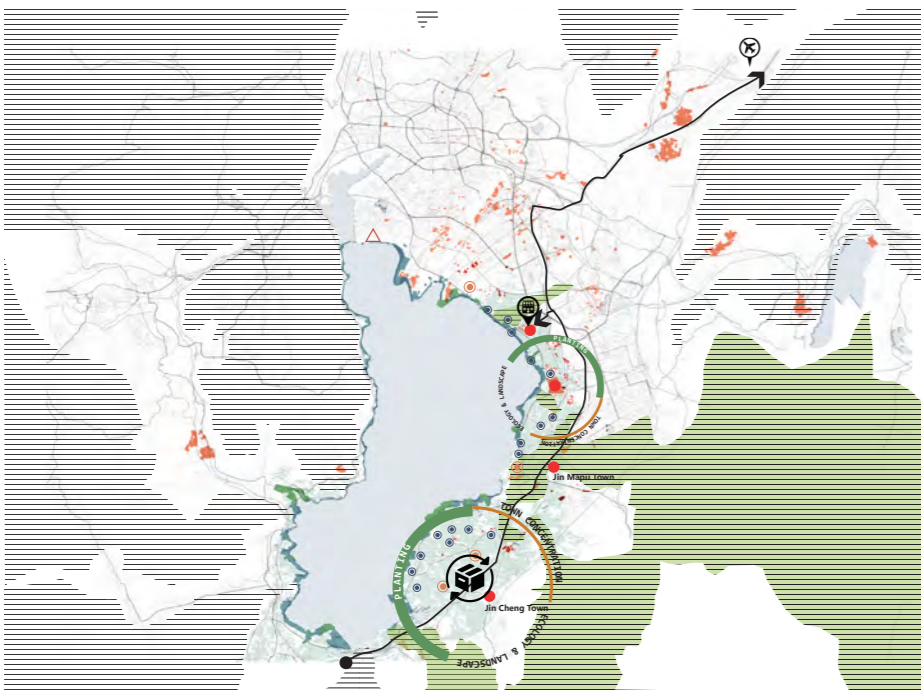 PLANTING
ECOLOGY & LANDSCAPE
TOWN CONCENTRATION
Jin Mapu Town
TOWN CONCENTRATION
PLANTING
Jin Cheng Town
ECOLOGY & LANDSCAPE